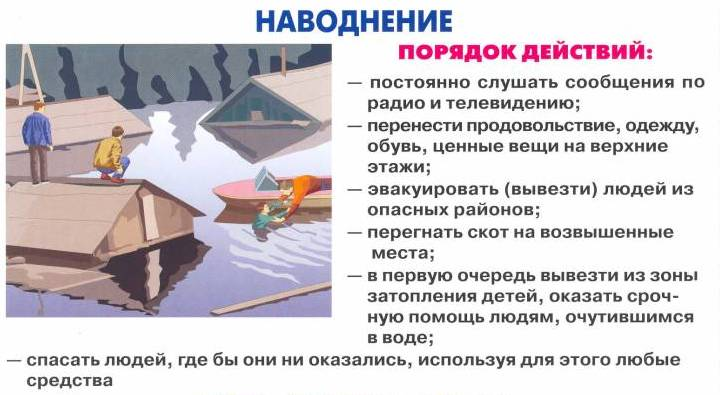 НАВОДНЕНИЕ
ПОРЯДОК ДЕЙСТВИЙ:
— постоянно слушать сообщения по
радио и телевидению;
— перенести продовольствие, одежду,
обувь, ценные вещи на верхние
этажи;
— эвакуировать (вывезти) людей из
опасных районов;
— перегнать скот на возвышенные
места;
— в первую очередь вывезти из зоны
затопления детей, оказать сроч-
ную помощь людям, очутившимся
в воде;
— спасать людей, где бы они ни оказались, используя для этого любые
средства